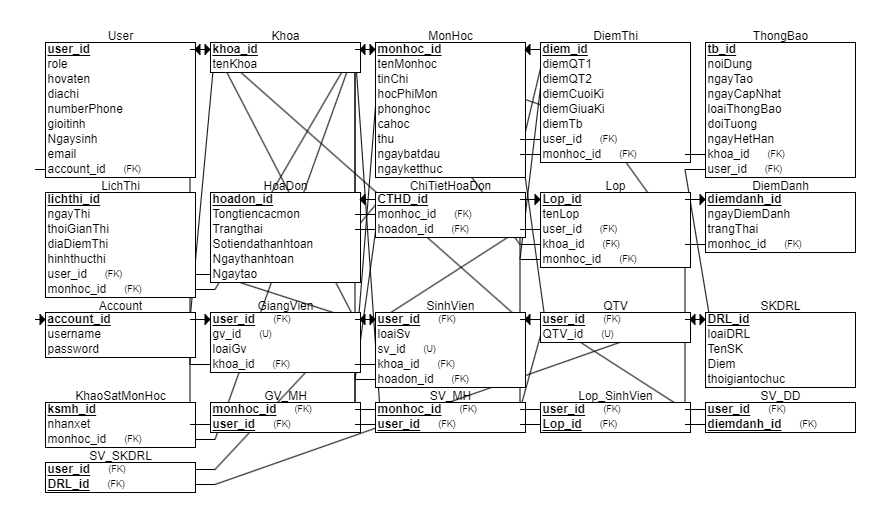 User
user_id
role
hovaten
diachi
numberPhone
gioitinh
Ngaysinh
email
account_id (FK)
Khoa
khoa_id
tenKhoa
MonHoc
monhoc_id
tenMonhoc
tinChi
hocPhiMon
phonghoc
cahoc
thu
ngaybatdau
ngayketthuc
DiemThi
diem_id
diemQT1
diemQT2
diemCuoiKi
diemGiuaKi
diemTb
user_id (FK)
monhoc_id (FK)
ThongBao
tb_id
noiDung
ngayTao
ngayCapNhat
loaiThongBao
doiTuong
ngayHetHan
khoa_id (FK)
user_id (FK)
LichThi
lichthi_id
ngayThi
thoiGianThi
diaDiemThi
hinhthucthi
user_id (FK)
monhoc_id (FK)
HoaDon
hoadon_id
Tongtiencacmon
Trangthai
Sotiendathanhtoan
Ngaythanhtoan
Ngaytao
ChiTietHoaDon
CTHD_id
monhoc_id (FK)
hoadon_id (FK)
Lop
Lop_id
tenLop
user_id (FK)
khoa_id (FK)
monhoc_id (FK)
DiemDanh
diemdanh_id
ngayDiemDanh
trangThai
monhoc_id (FK)
Account
account_id
username
password
GiangVien
user_id (FK)
gv_id (U)
loaiGv
khoa_id (FK)
SinhVien
user_id (FK)
loaiSv
sv_id (U)
khoa_id (FK)
hoadon_id (FK)
QTV
user_id (FK)
QTV_id (U)
SKDRL
DRL_id
loaiDRL
TenSK
Diem
thoigiantochuc
KhaoSatMonHoc
ksmh_id
nhanxet
monhoc_id (FK)
GV_MH
monhoc_id (FK)
user_id (FK)
SV_MH
monhoc_id (FK)
user_id (FK)
Lop_SinhVien
user_id (FK)
Lop_id (FK)
SV_DD
user_id (FK)
diemdanh_id (FK)
SV_SKDRL
user_id (FK)
DRL_id (FK)